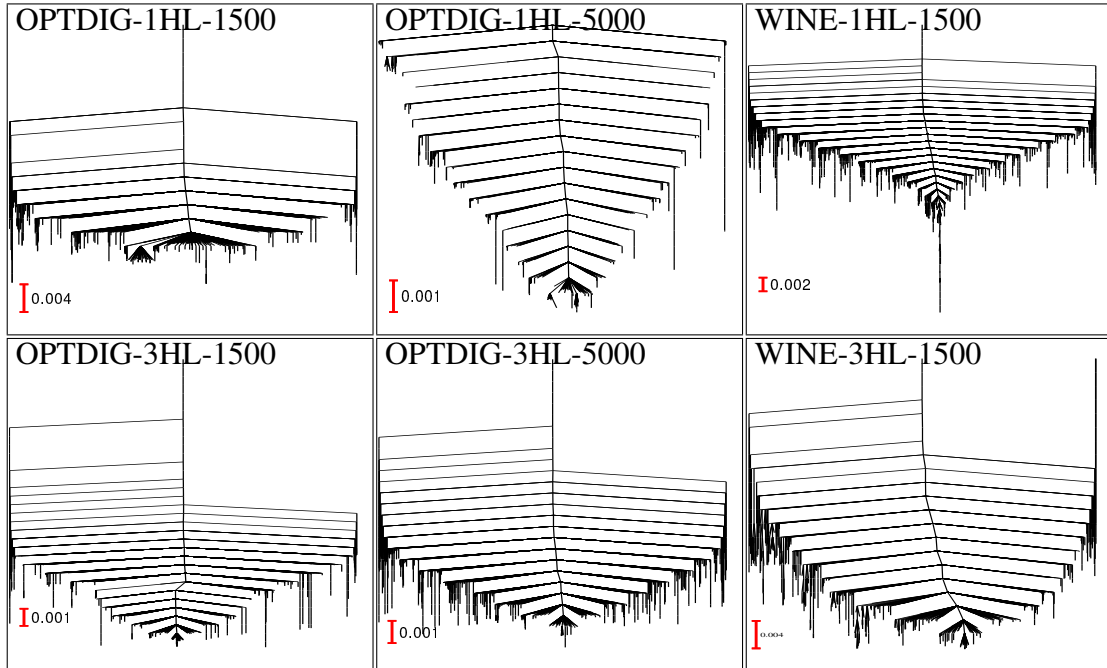 OPTDIG-1HL-1500
0.004
OPTDIG-1HL-5000
0.001
WINE-1HL-1500
0.002
OPTDIG-3HL-1500
0.001
OPTDIG-3HL-5000
0.001
WINE-3HL-1500
0.004